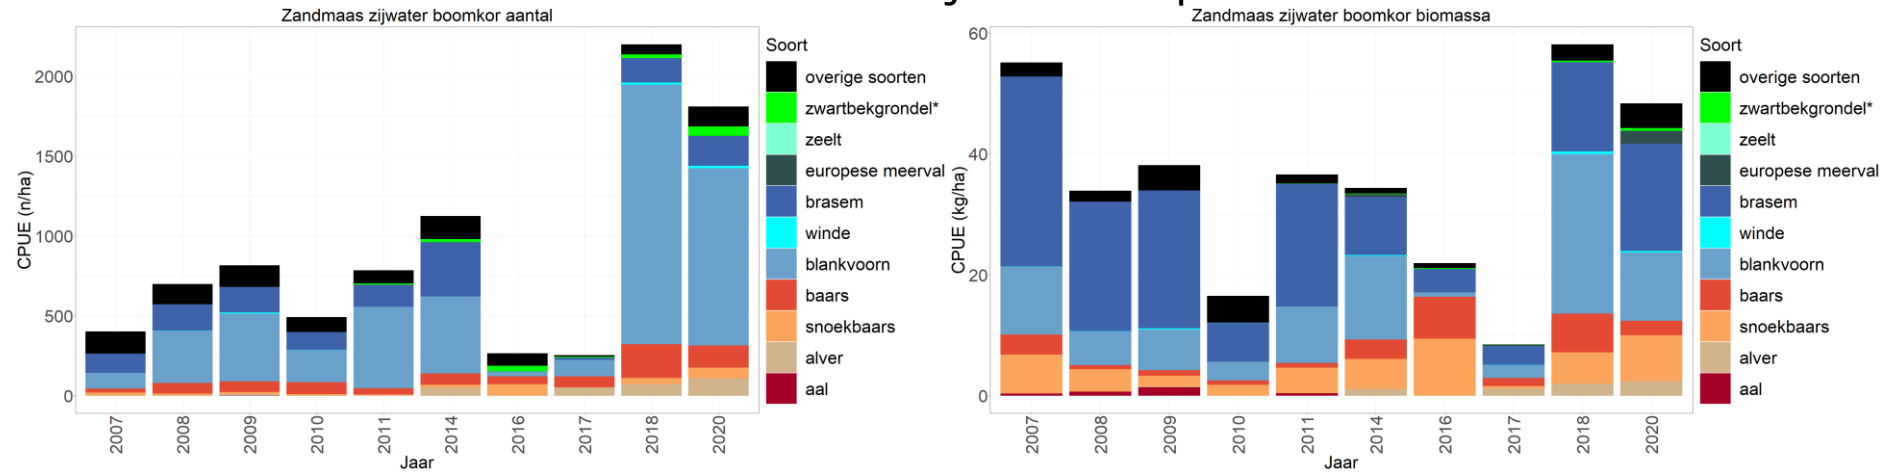 Zandmaas zijwater boomkor aantal
CPUE (n/ha)
2000
1500
1000
500
0
2007
2008
2009
2010
2011
2014
2016
2017
2018
2020
Jaar
Soort
overige soorten
zwartbekgrondel*
zeelt
europese meerval
brasem
winde
blankvoorn
baars
snoekbaars
alver
aal
Zandmaas zijwater boomkor biomassa
CPUE (kg/ha)
60
40
20
0
2007
2008
2009
2010
2011
2014
2016
2017
2018
2020
Jaar
Soort
overige soorten
zwartbekgrondel*
zeelt
europese meerval
brasem
winde
blankvoorn
baars
snoekbaars
alver
aal